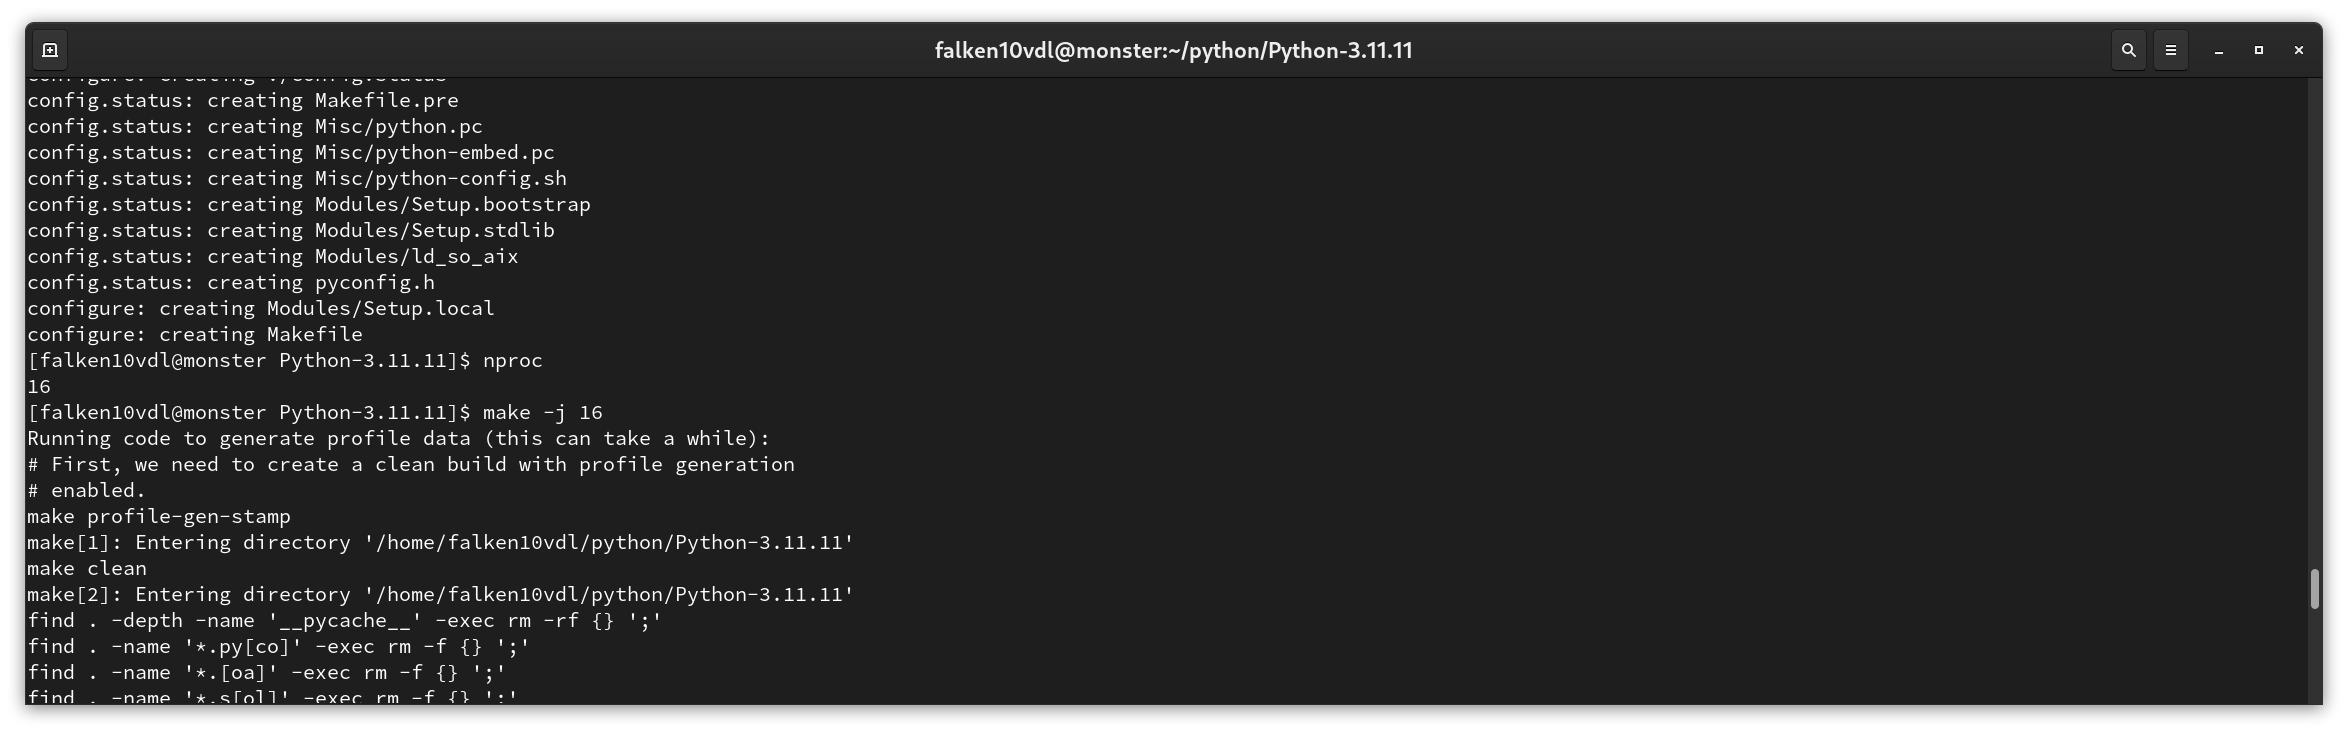 falken10vdl@monster:~/python/Python-3.11.11
configure: creating ./config.status
config.status: creating Makefile.pre
config.status: creating Misc/python.pc
config.status: creating Misc/python-embed.pc
config.status: creating Misc/python-config.sh
config.status: creating Modules/Setup.bootstrap
config.status: creating Modules/Setup.stdlib
config.status: creating Modules/ld_so_aix
config.status: creating pyconfig.h
configure: creating Modules/Setup.local
configure: creating Makefile
[falken10vdl@monster Python-3.11.11]$ nproc
16
[falken10vdl@monster Python-3.11.11]$ make -j 16
Running code to generate profile data (this can take a while):
# First, we need to create a clean build with profile generation
# enabled.
make profile-gen-stamp
make[1]: Entering directory '/home/falken10vdl/python/Python-3.11.11'
make clean
make[2]: Entering directory '/home/falken10vdl/python/Python-3.11.11'
find . -depth -name '__pycache__' -exec rm -rf {} ';'
find . -name '*.py[co]' -exec rm -f {} ';'
find . -name '*.[oa]' -exec rm -f {} ';'
find . -name '*.s[ol]' -exec rm -f {} ';'